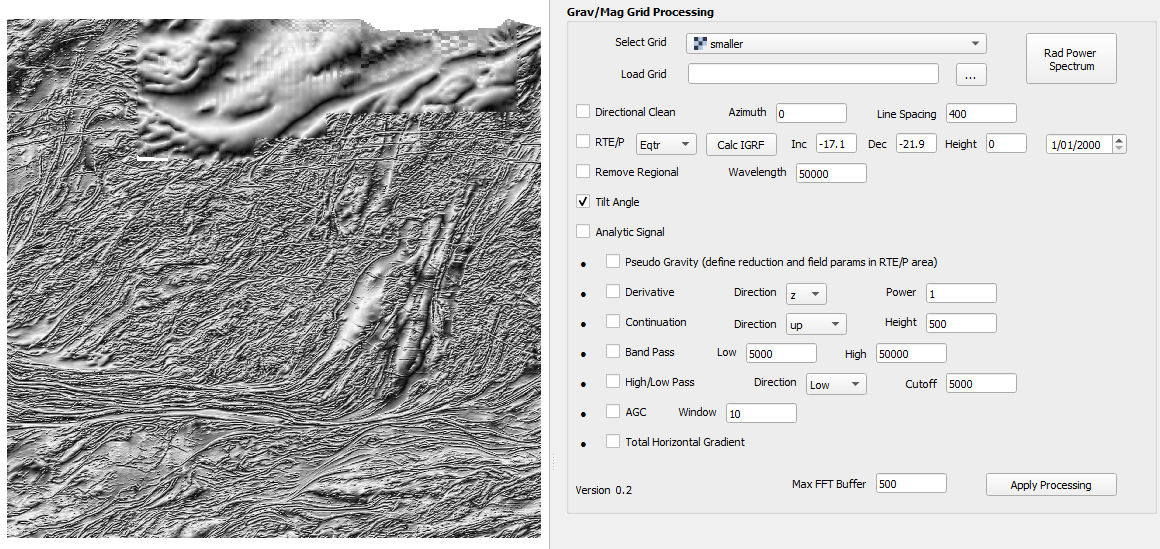 Grav/Mag Grid Processing
Select Grid smaller
Rad Power
Spectrum
Load Grid ...
Directional Clean Azimuth 0 Line Spacing 400
RTE/P Eqtr Calc IGRF Inc -17.1 Dec -21.9 Height 0 1/01/2000
Remove Regional Wavelength 50000
Tilt Angle
Analytic Signal
• Pseudo Gravity (define reduction and field params in RTE/P area)
• Derivative Direction z Power 1
• Continuation Direction up Height 500
• Band Pass Low 5000 High 50000
• High/Low Pass Direction Low Cutoff 5000
• AGC Window 10
• Total Horizontal Gradient
Version 0.2 Max FFT Buffer 500 Apply Processing